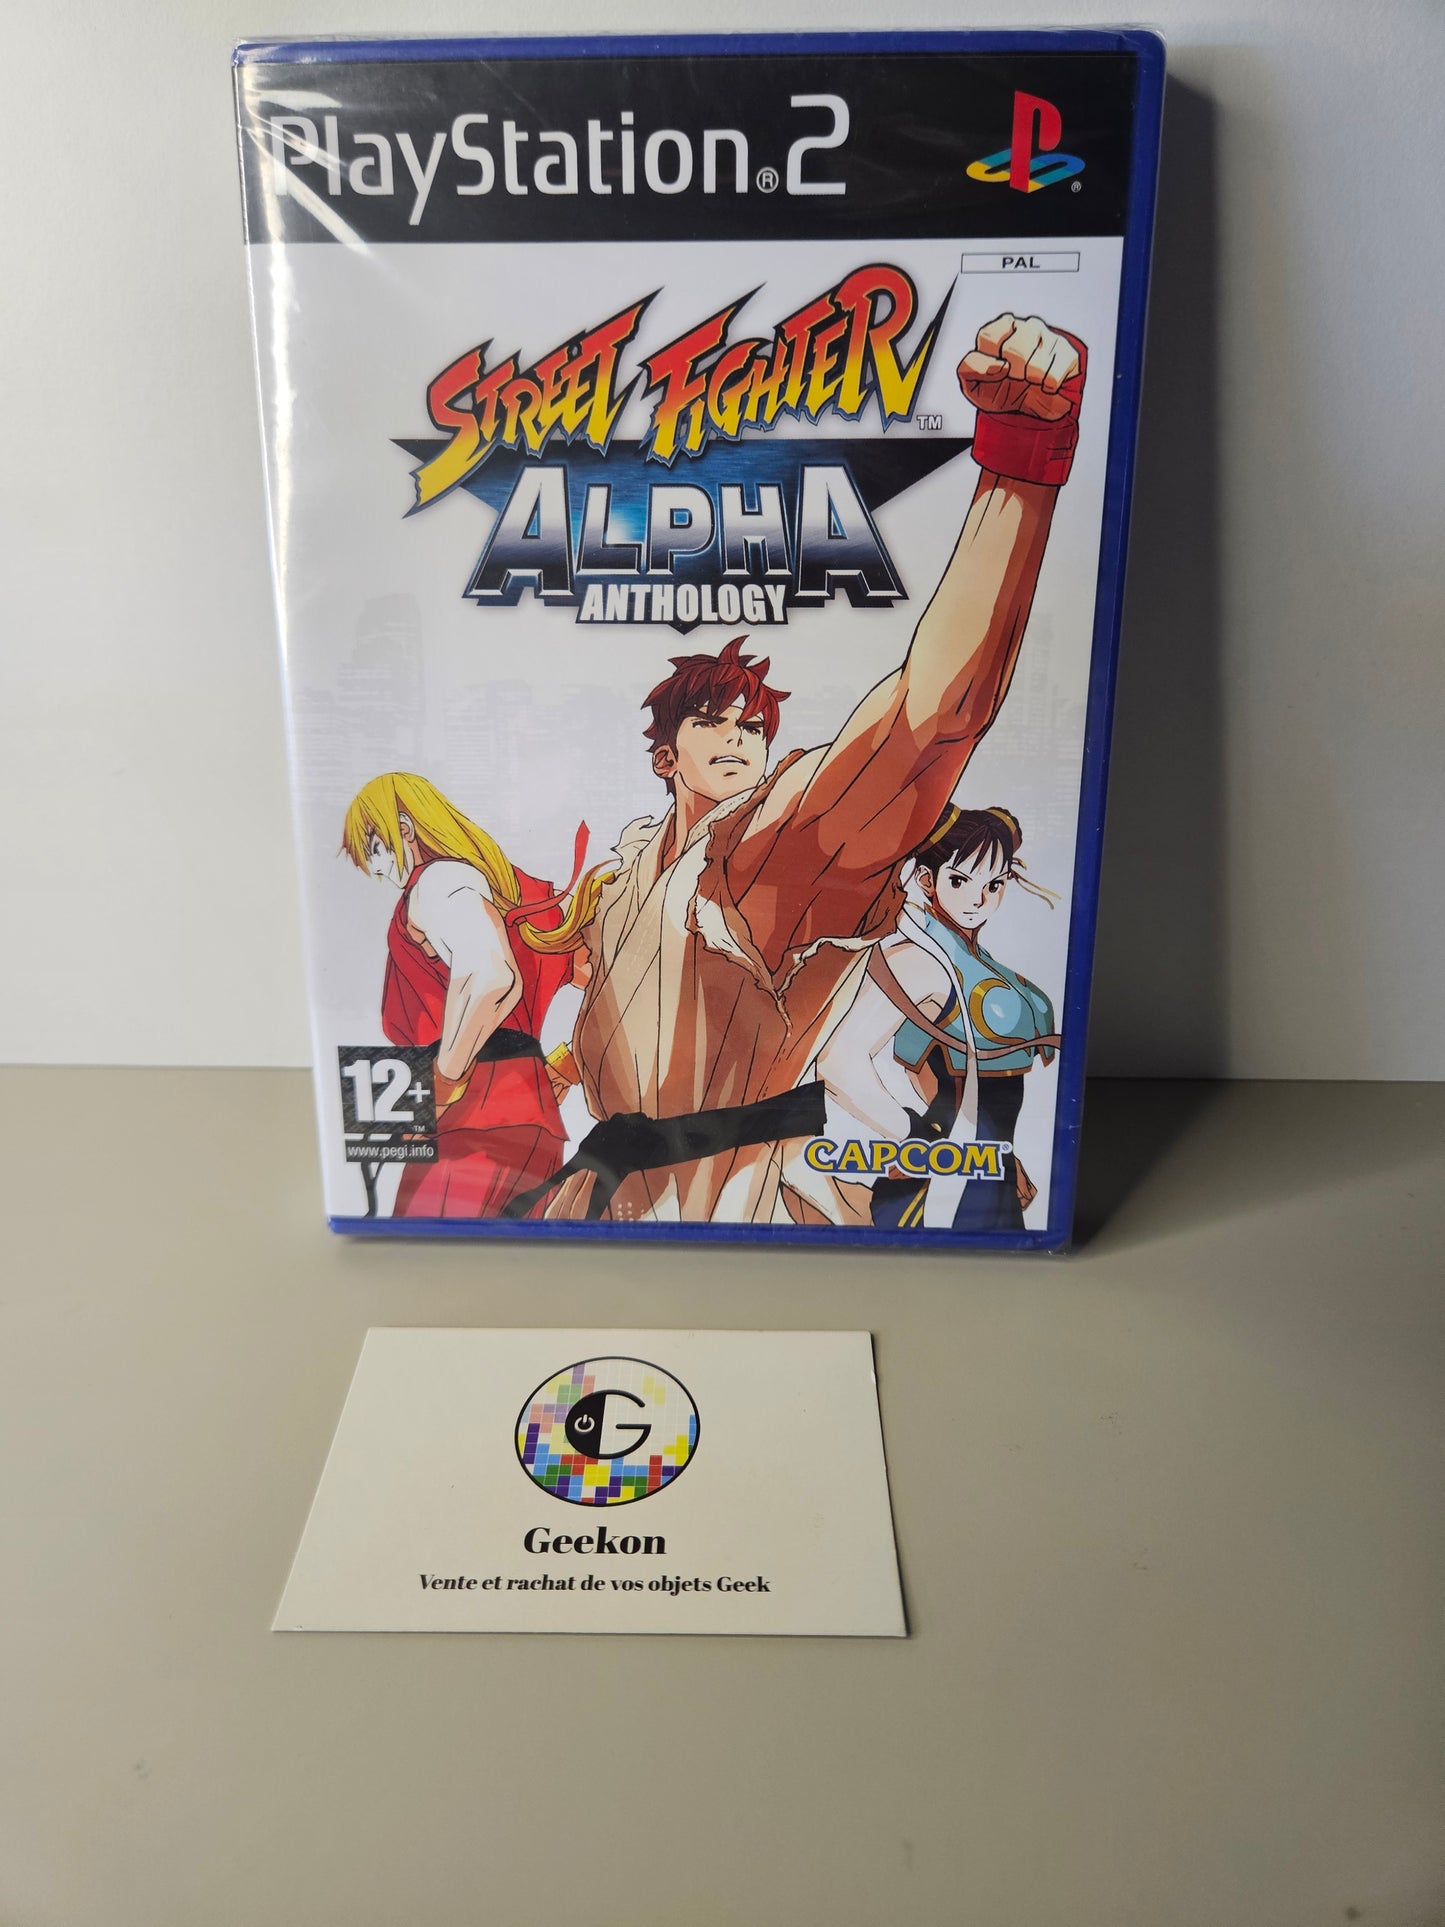 PlayStation®2
PAL
STREET FIGHTER™
ALPHA
ANTHOLOGY
12+™
www.pegi.info
CAPCOM®
G
Geekon
Vente et rachat de vos objets Geek